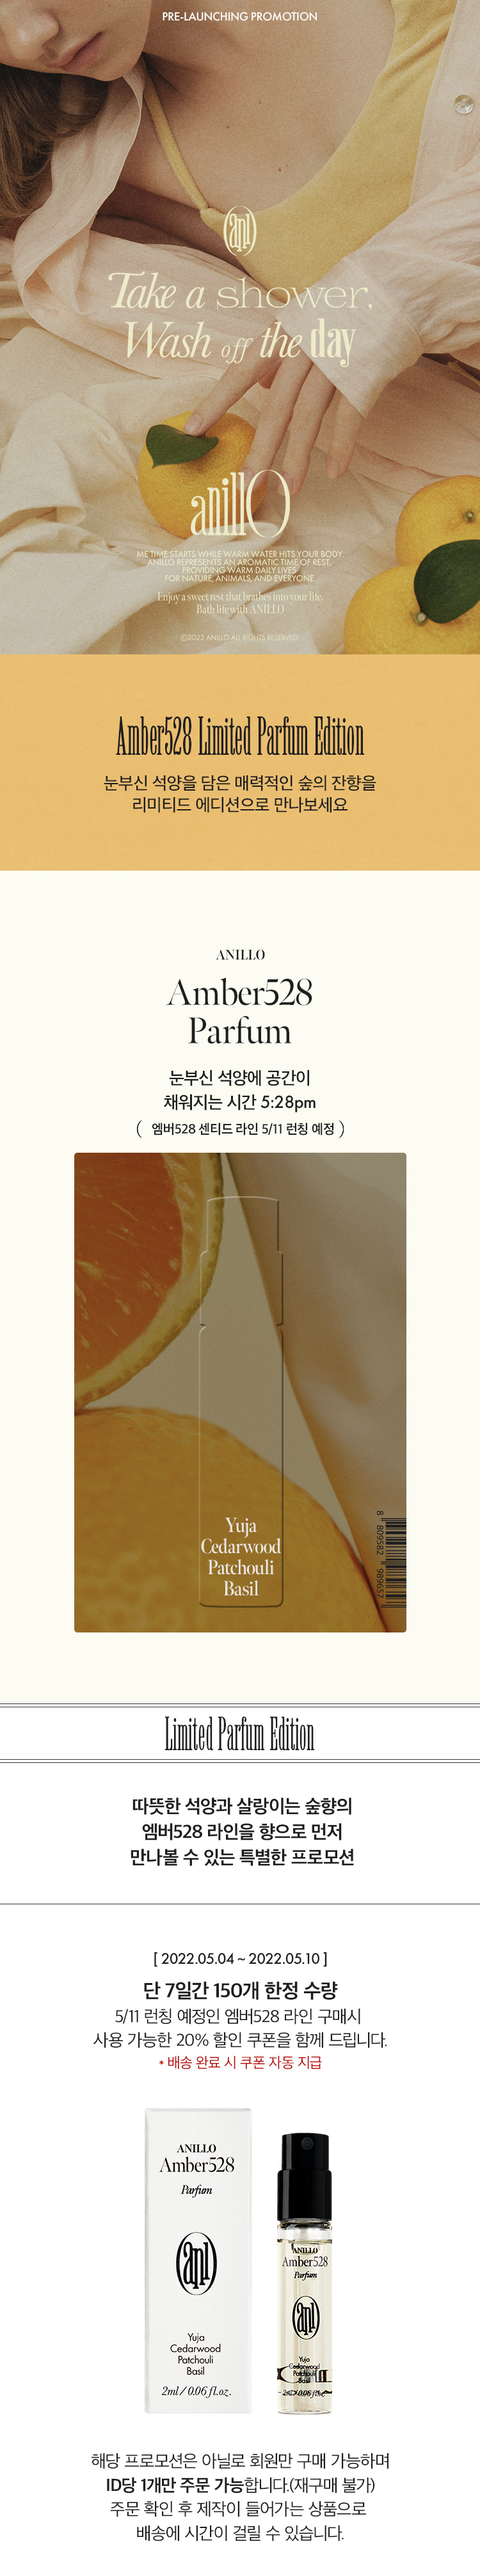 PRE-LAUNCHING PROMOTION
anl
Take a shower,
Wash off the day
anillO
ME TIME STARTS WHILE WARM WATER HITS YOUR BODY
ANILLO REPRESENTS AN AROMATIC TIME OF REST,
PROVIDING WARM DAILY LIVES
FOR NATURE, ANIMALS, AND EVERYONE.
Enjoy a sweet rest that brathes into your life.
Bath life with ANILLO
©2022 ANILLO ALL RIGHTS RESERVED.
Amber528 Limited Parfum Edition
눈부신 석양을 담은 매력적인 숲의 잔향을
리미티드 에디션으로 만나보세요
ANILLO
Amber528
Parfum
눈부신 석양에 공간이
채워지는 시간 5:28pm
( 엠버528 센티드 라인 5/11 런칭 예정 )
Yuja
Cedarwood
Patchouli
Basil
8 809582 989657
Limited Parfum Edition
따뜻한 석양과 살랑이는 숲향의
엠버528 라인을 향으로 먼저
만나볼 수 있는 특별한 프로모션
[ 2022.05.04 ~ 2022.05.10 ]
단 7일간 150개 한정 수량
5/11 런칭 예정인 엠버528 라인 구매시
사용 가능한 20% 할인 쿠폰을 함께 드립니다.
* 배송 완료 시 쿠폰 자동 지급
ANILLO
Amber528
Parfum
anl
Yuja
Cedarwood
Patchouli
Basil
2ml / 0.06 fl.oz.
ANILLO
Amber528
Parfum
anl
Yuja
Cedarwood
Patchouli
Basil
2ml / 0.06 fl.oz.
해당 프로모션은 아닐로 회원만 구매 가능하며
ID당 1개만 주문 가능합니다.(재구매 불가)
주문 확인 후 제작이 들어가는 상품으로
배송에 시간이 걸릴 수 있습니다.